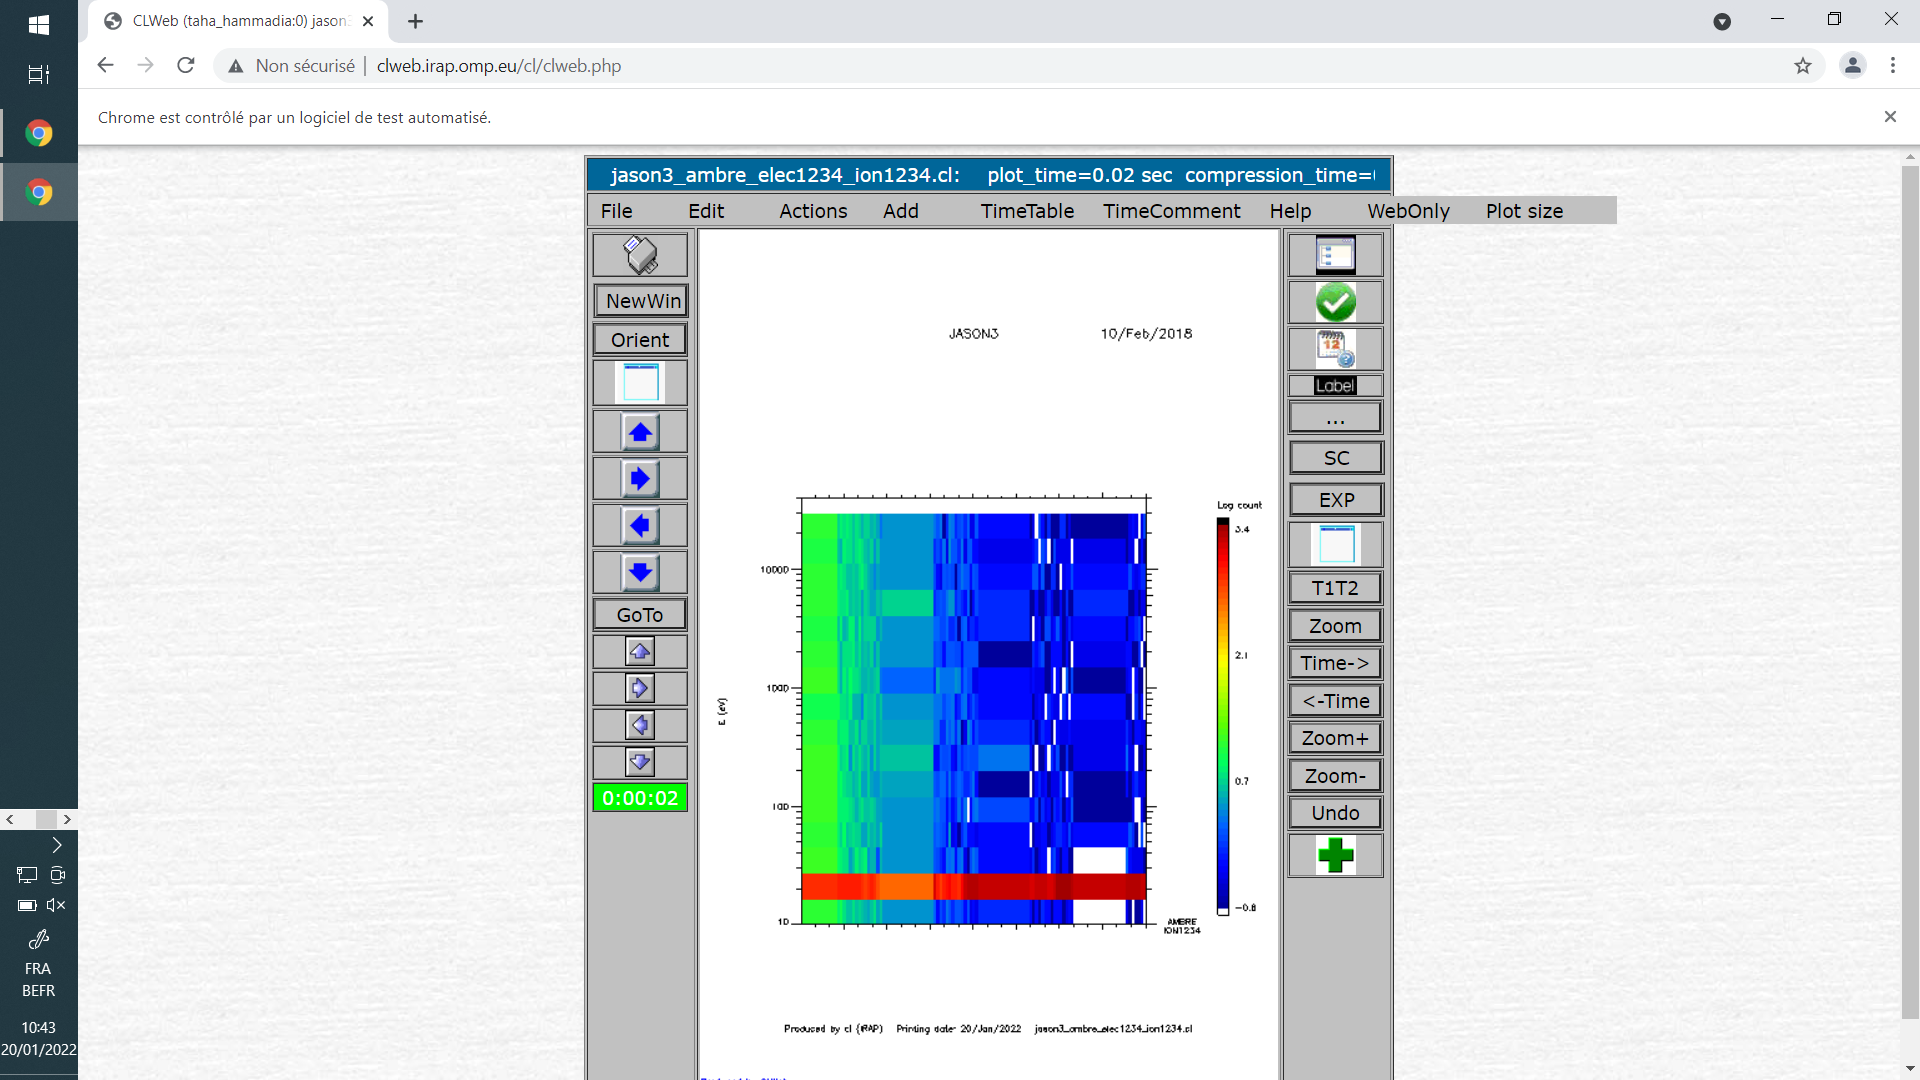 CLWeb (taha_hammadia:0) jason3
Non sécurisé | clweb.irap.omp.eu/cl/clweb.php
Chrome est contrôlé par un logiciel de test automatisé.
jason3_ambre_elec1234_ion1234.cl: plot_time=0.02 sec compression_time=
File Edit Actions Add TimeTable TimeComment Help WebOnly Plot size
NewWin
Orient
GoTo
0:00:02
JASON3 10/Feb/2018
Log count
3.4
2.1
0.7
-0.8
10000
1000
100
10
E (eV)
AMBRE
ION1234
Produced by cl (IRAP) Printing date: 20/Jan/2022 jason3_ambre_elec1234_ion1234.cl
12
Label
...
SC
EXP
T1T2
Zoom
Time->
<-Time
Zoom+
Zoom-
Undo
FRA
BEFR
10:43
20/01/2022